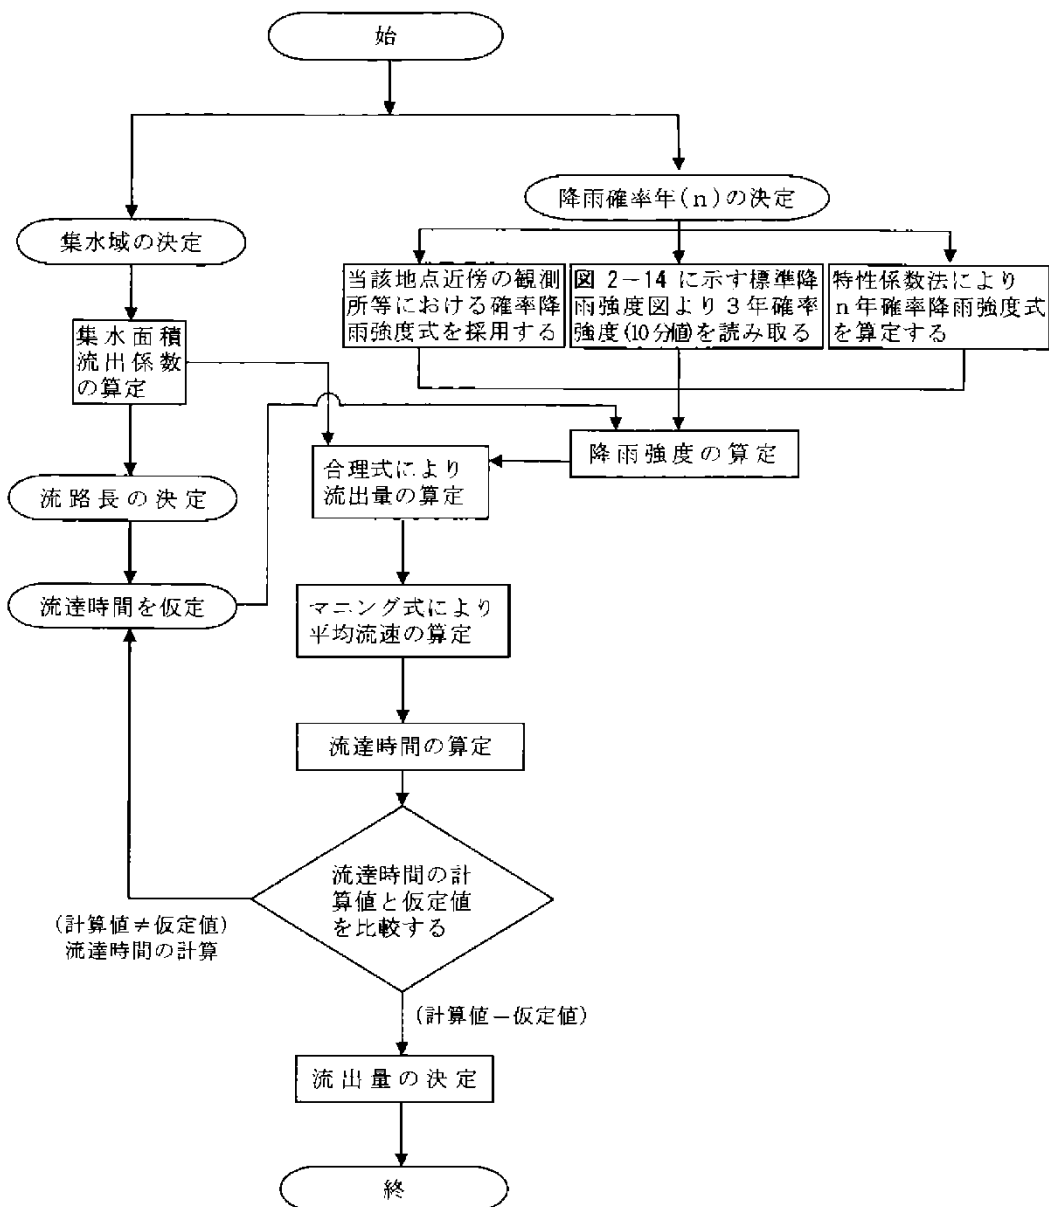 始
降雨確率年(n)の決定
集水域の決定
当該地点近傍の観測
所等における確率降
雨強度式を採用する
図 2-14 に示す標準降
雨強度図より 3 年確率
強度(10分値)を読み取る
特性係数法により
n年確率降雨強度式
を算定する
集水面積
流出係数
の算定
降雨強度の算定
合理式により
流出量の算定
流路長の決定
流達時間を仮定
マニング式により
平均流速の算定
流達時間の算定
流達時間の計
算値と仮定値
を比較する
(計算値≠仮定値)
流達時間の計算
(計算値-仮定値)
流出量の決定
終